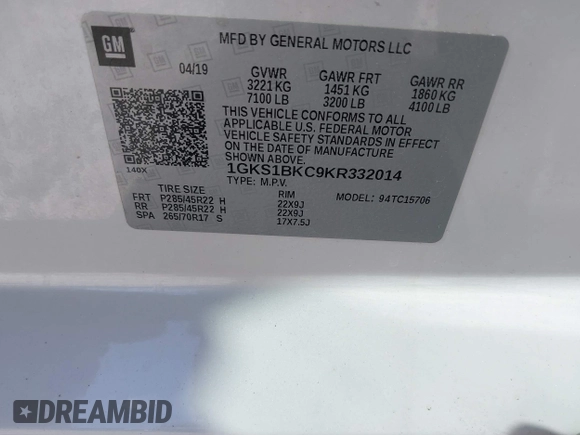 GM
MFD BY GENERAL MOTORS LLC
04/19
GVWR GAWR FRT GAWR RR
3221 KG 1451 KG 1860 KG
7100 LB 3200 LB 4100 LB
THIS VEHICLE CONFORMS TO ALL
APPLICABLE U.S. FEDERAL MOTOR
VEHICLE SAFETY STANDARDS IN EFFECT
ON THE DATE OF MANUFACTURE
SHOWN ABOVE.
140X
1GKS1BKC9KR332014
TYPE: M.P.V. MODEL: 94TC15706
TIRE SIZE RIM
FRT P285/45R22 H 22X9J
RR P285/45R22 H 22X9J
SPA 265/70R17 S 17X7.5J
DREAMBID